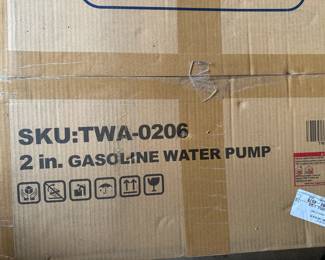 SKU:TWA-0206
2 in. GASOLINE WATER PUMP